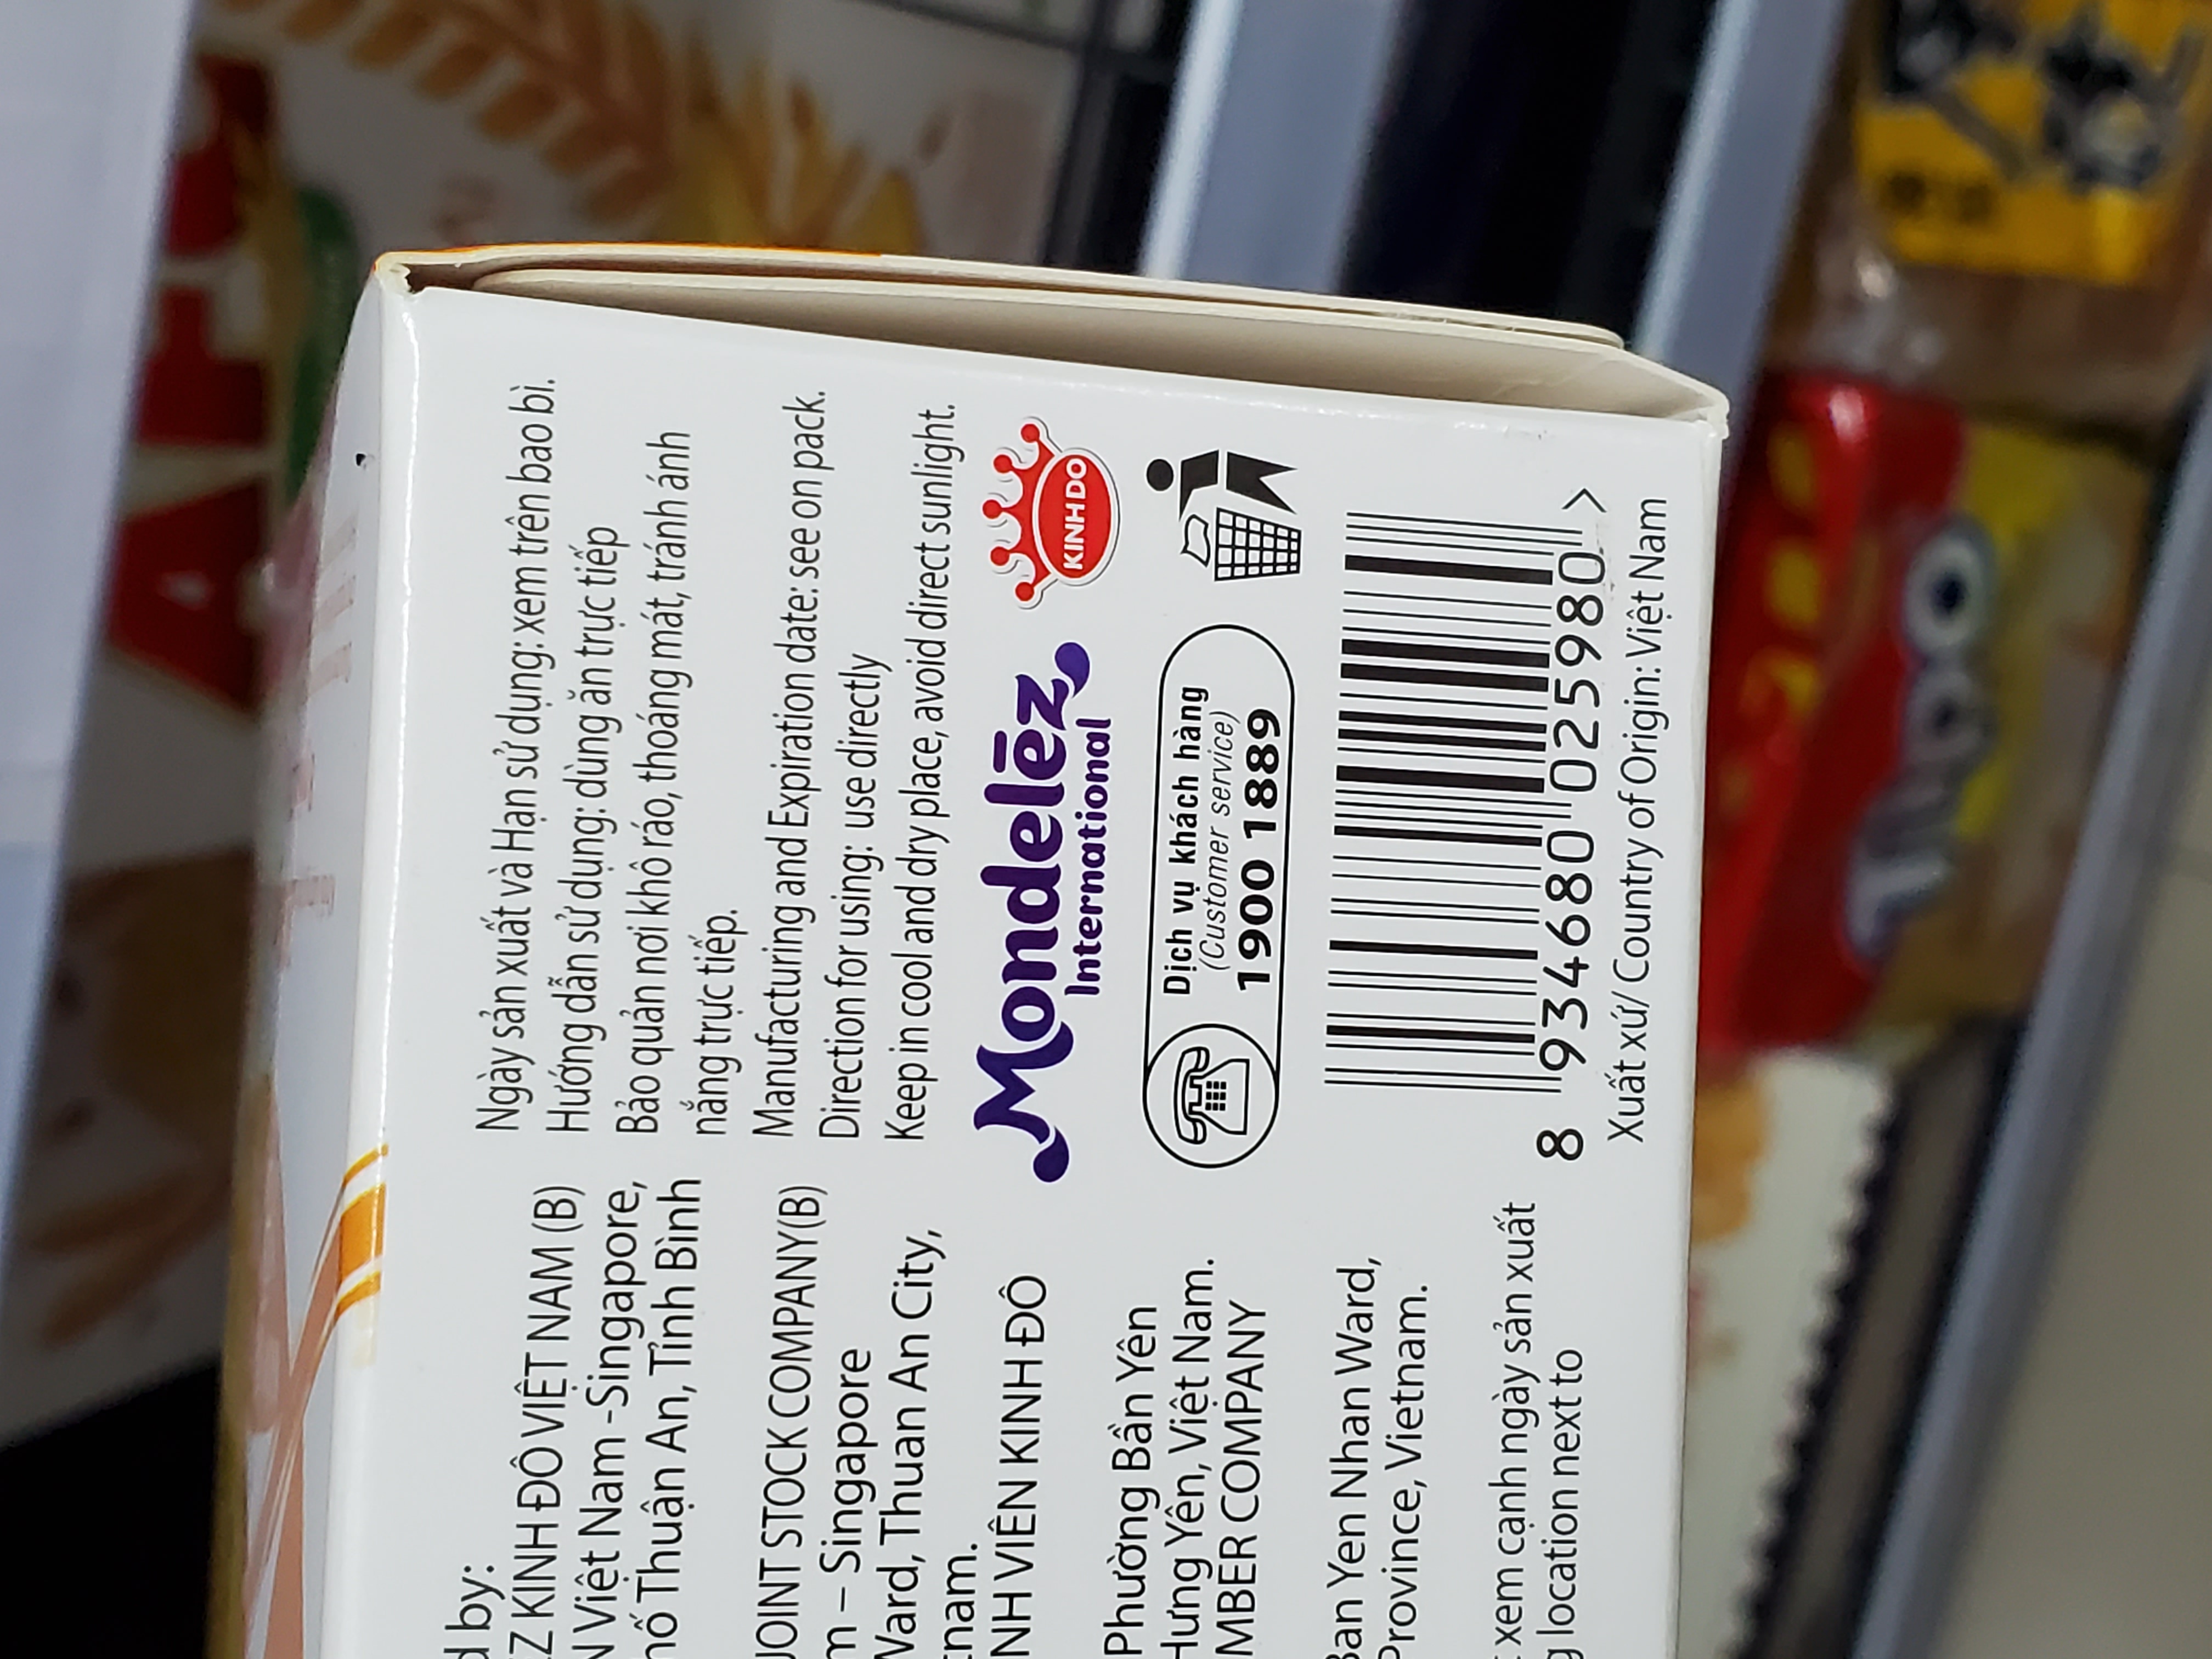 AFC
by:
KINH ĐÔ VIỆT NAM (B)
Việt Nam -Singapore,
Thuận An, Tỉnh Bình
JOINT STOCK COMPANY(B)
– Singapore
Ward, Thuan An City,
VIÊN KINH ĐÔ
Phường Bần Yên
Hưng Yên, Việt Nam.
COMPANY
Ban Yen Nhan Ward,
Province, Vietnam.
xem cạnh ngày sản xuất
location next to
Ngày sản xuất và Hạn sử dụng: xem trên bao bì.
Hướng dẫn sử dụng: dùng ăn trực tiếp
Bảo quản nơi khô ráo, thoáng mát, tránh ánh
nắng trực tiếp.
Manufacturing and Expiration date: see on pack.
Direction for using: use directly
Keep in cool and dry place, avoid direct sunlight.
Mondelēz
International
KINH DO
Dịch vụ khách hàng
(Customer service)
1900 1889
8 934680 025980 >
Xuất xứ/ Country of Origin: Việt Nam
Tipo